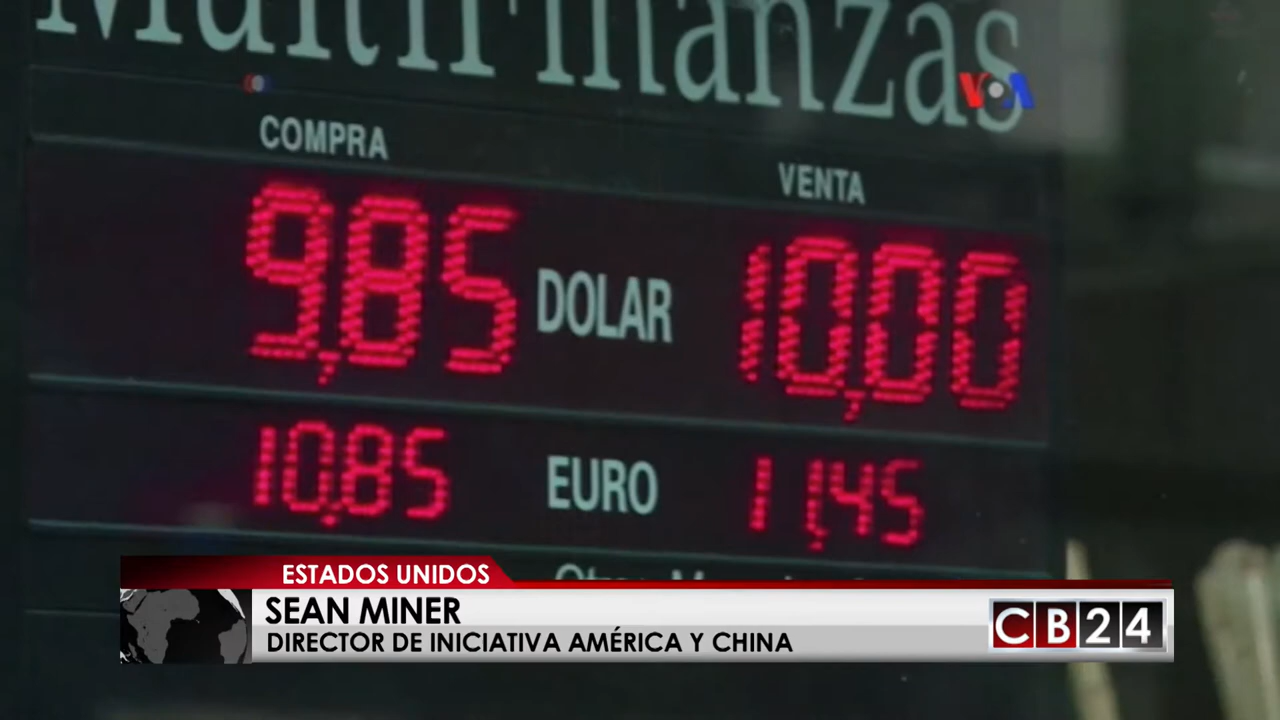 Multifinanzas
VOA
COMPRA
VENTA
9,85 DOLAR 10,00
10,85 EURO 11,45
ESTADOS UNIDOS
SEAN MINER
DIRECTOR DE INICIATIVA AMÉRICA Y CHINA
CB24